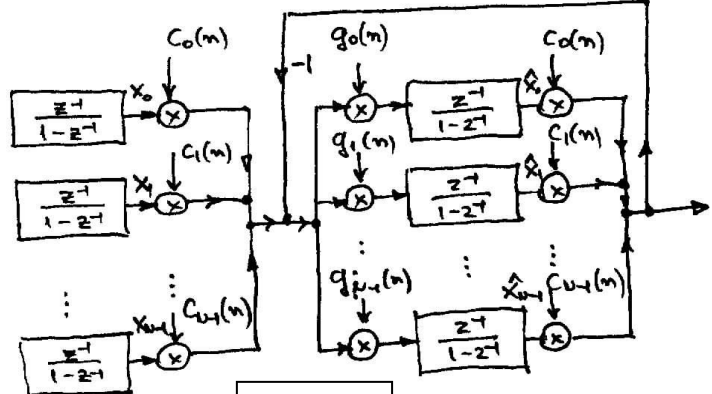 C₀(n)
g₀(n)
C₀(n)
-1
z⁻¹
1-z⁻¹
x₀
×
×
z⁻¹
1-z⁻¹
x̂₀
×
C₁(n)
g₁(n)
C₁(n)
z⁻¹
1-z⁻¹
x₁
×
×
z⁻¹
1-z⁻¹
x̂₁
×
⋮
⋮
⋮
⋮
⋮
C_{N-1}(n)
g_{N-1}(n)
C_{N-1}(n)
z⁻¹
1-z⁻¹
x_{N-1}
×
×
z⁻¹
1-z⁻¹
x̂_{N-1}
×